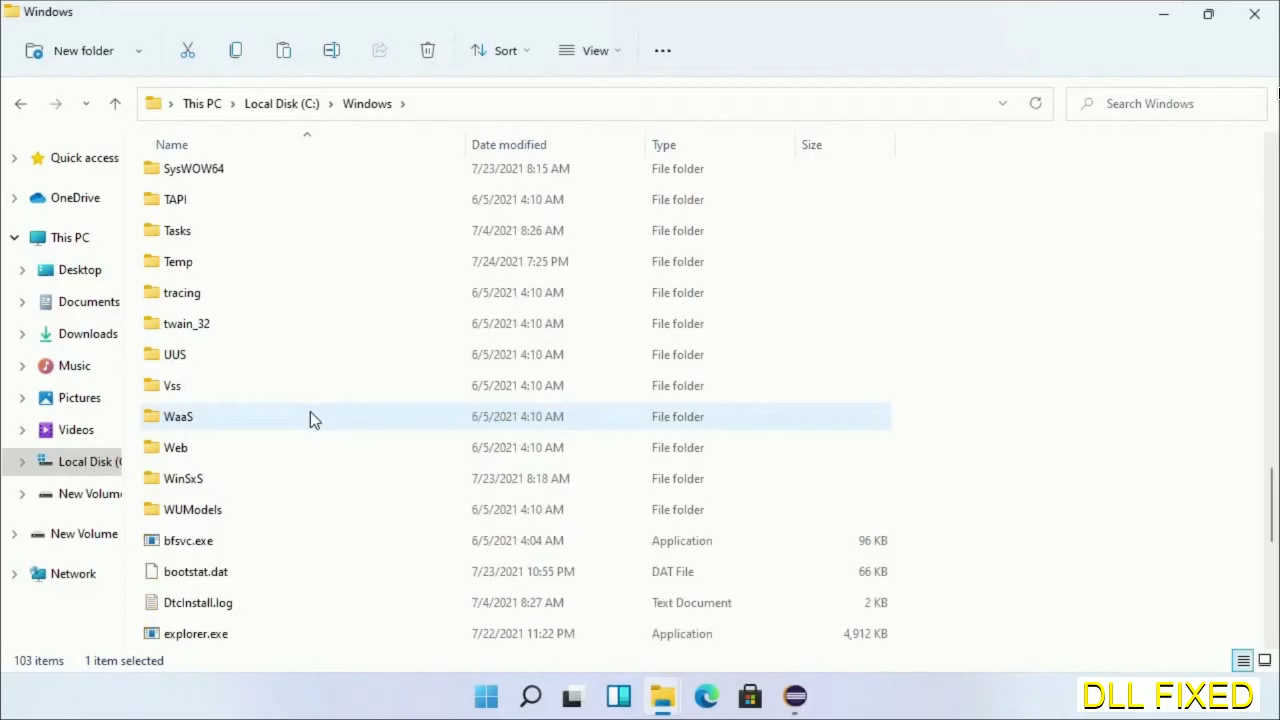 Windows
New folder Sort View
This PC Local Disk (C:) Windows Search Windows
Name Date modified Type Size
Quick access
OneDrive
This PC
Desktop
Documents
Downloads
Music
Pictures
Videos
Local Disk (C
New Volum
New Volume
Network
SysWOW64 7/23/2021 8:15 AM File folder
TAPI 6/5/2021 4:10 AM File folder
Tasks 7/4/2021 8:26 AM File folder
Temp 7/24/2021 7:25 PM File folder
tracing 6/5/2021 4:10 AM File folder
twain_32 6/5/2021 4:10 AM File folder
UUS 6/5/2021 4:10 AM File folder
Vss 6/5/2021 4:10 AM File folder
WaaS 6/5/2021 4:10 AM File folder
Web 6/5/2021 4:10 AM File folder
WinSxS 7/23/2021 8:18 AM File folder
WUModels 6/5/2021 4:10 AM File folder
bfsvc.exe 6/5/2021 4:04 AM Application 96 KB
bootstat.dat 7/23/2021 10:55 PM DAT File 66 KB
DtcInstall.log 7/4/2021 8:27 AM Text Document 2 KB
explorer.exe 7/22/2021 11:22 PM Application 4,912 KB
103 items 1 item selected
DLL FIXED